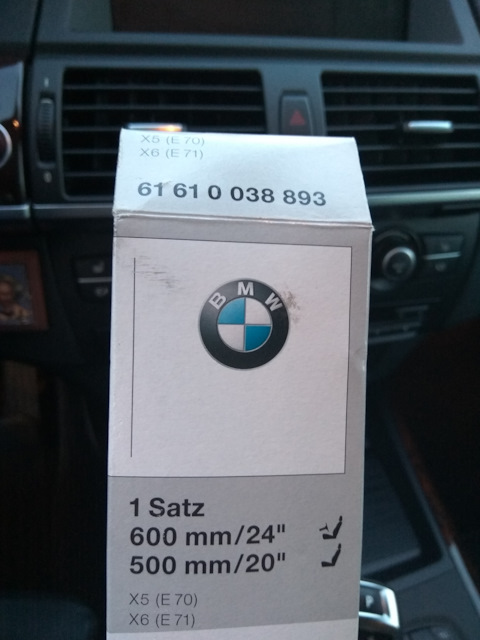 X5 (E 70)
X6 (E 71)
61 61 0 038 893
BMW
1 Satz
600 mm/24"
500 mm/20"
X5 (E 70)
X6 (E 71)
P